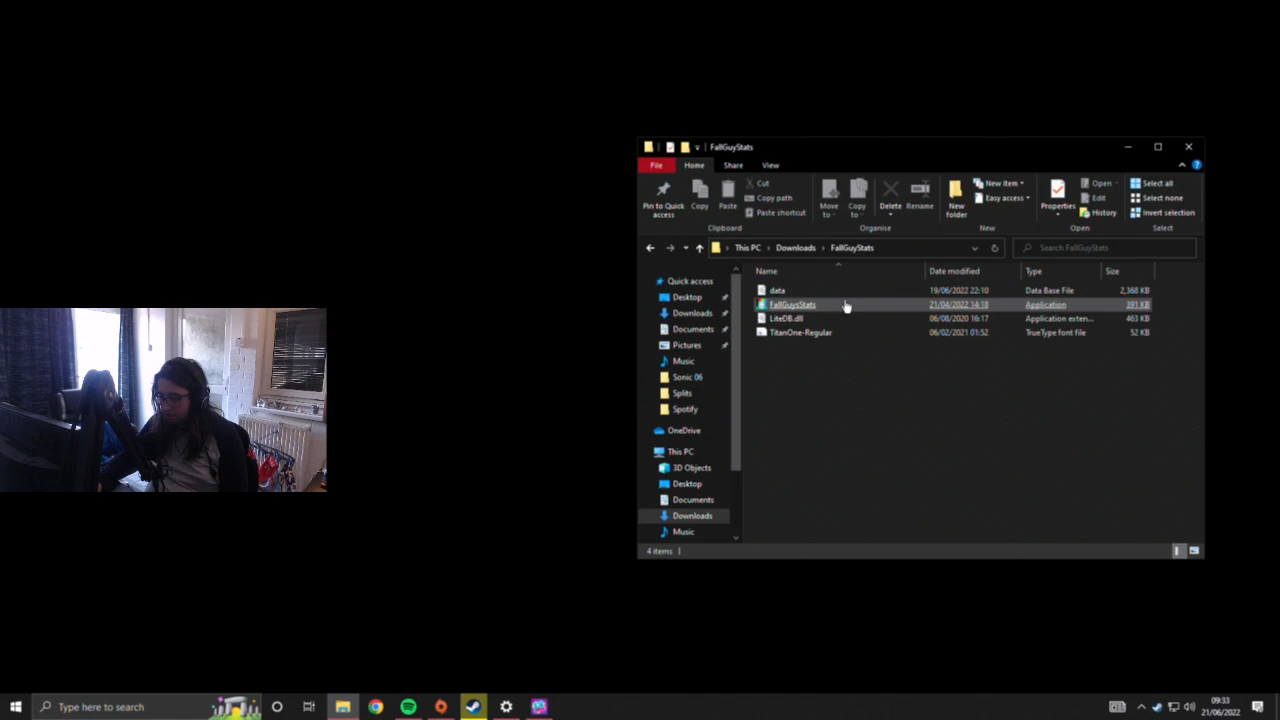 FallGuyStats
File Home Share View
Pin to Quick access
Copy
Paste
Cut
Copy path
Paste shortcut
Clipboard
Move to
Copy to
Delete
Rename
Organise
New folder
New item
Easy access
New
Properties
Open
Edit
History
Open
Select all
Select none
Invert selection
Select
This PC > Downloads > FallGuyStats
Search FallGuyStats
Name Date modified Type Size
data 19/06/2022 22:10 Data Base File 2,368 KB
FallGuysStats 21/04/2022 14:18 Application 391 KB
LiteDB.dll 06/08/2020 16:17 Application exten... 463 KB
TitanOne-Regular 06/02/2021 01:52 TrueType font file 52 KB
Quick access
Desktop
Downloads
Documents
Pictures
Music
Sonic 06
Splits
Spotify
OneDrive
This PC
3D Objects
Desktop
Documents
Downloads
Music
4 items
Type here to search
09:33
21/06/2022